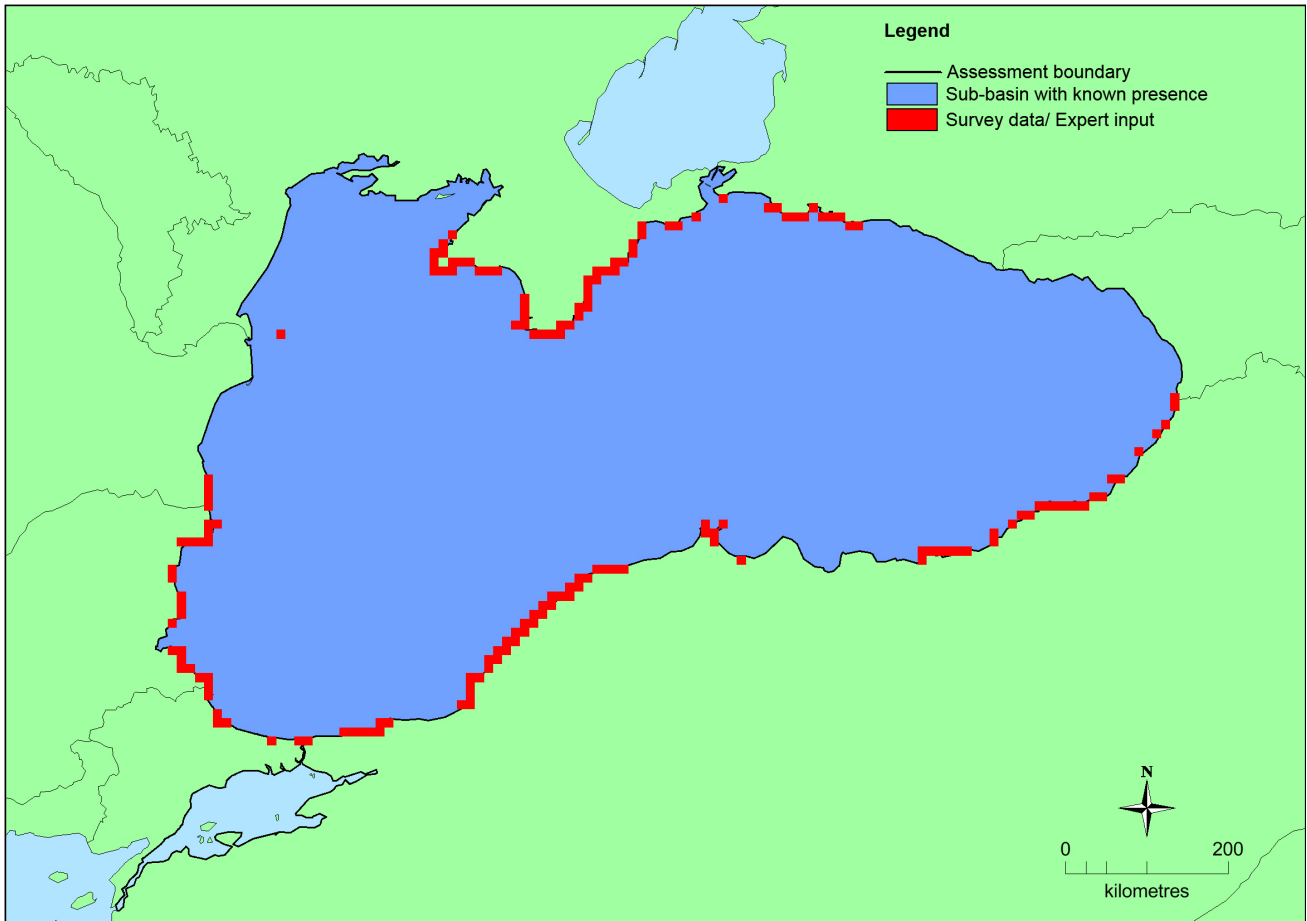 Legend
Assessment boundary
Sub-basin with known presence
Survey data/ Expert input
N
0 200
kilometres